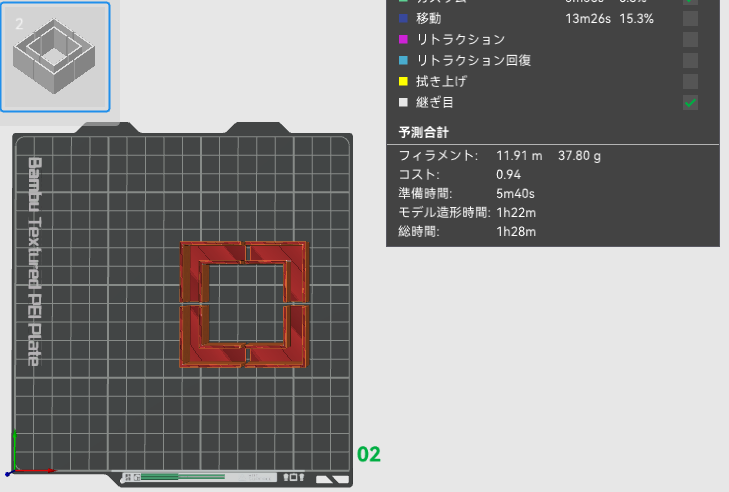 2
移動 13m26s 15.3%
リトラクション
リトラクション回復
拭き上げ
継ぎ目
予測合計
フィラメント: 11.91 m 37.80 g
コスト: 0.94
準備時間: 5m40s
モデル造形時間: 1h22m
総時間: 1h28m
Bambu Textured PEI Plate
02